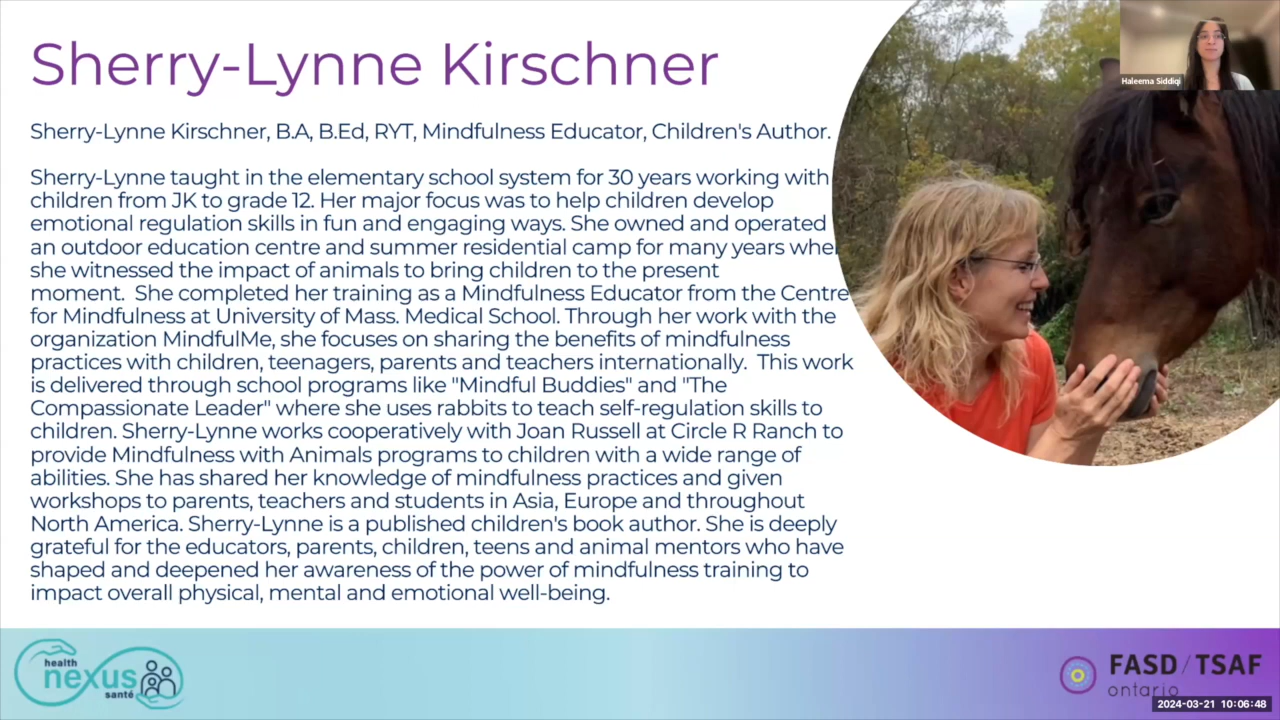 Sherry-Lynne Kirschner
Haleema Siddiqi
Sherry-Lynne Kirschner, B.A, B.Ed, RYT, Mindfulness Educator, Children's Author.
Sherry-Lynne taught in the elementary school system for 30 years working with
children from JK to grade 12. Her major focus was to help children develop
emotional regulation skills in fun and engaging ways. She owned and operated
an outdoor education centre and summer residential camp for many years
she witnessed the impact of animals to bring children to the present
moment.  She completed her training as a Mindfulness Educator from the Centre
for Mindfulness at University of Mass. Medical School. Through her work with the
organization MindfulMe, she focuses on sharing the benefits of mindfulness
practices with children, teenagers, parents and teachers internationally.  This work
is delivered through school programs like "Mindful Buddies" and "The
Compassionate Leader" where she uses rabbits to teach self-regulation skills to
children. Sherry-Lynne works cooperatively with Joan Russell at Circle R Ranch to
provide Mindfulness with Animals programs to children with a wide range of
abilities. She has shared her knowledge of mindfulness practices and given
workshops to parents, teachers and students in Asia, Europe and throughout
North America. Sherry-Lynne is a published children's book author. She is deeply
grateful for the educators, parents, children, teens and animal mentors who have
shaped and deepened her awareness of the power of mindfulness training to
impact overall physical, mental and emotional well-being.
health
nexus
santé
FASD / TSAF
ontario
2024-03-21 10:06:48